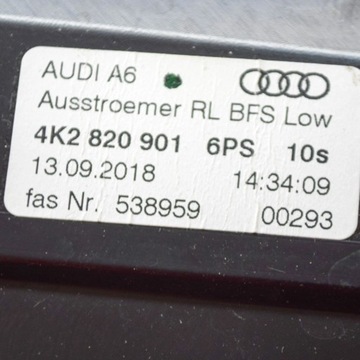 AUDI A6
Ausstroemer RL BFS Low
4K2 820 901 6PS 10s
13.09.2018 14:34:09
fas Nr. 538959 00293